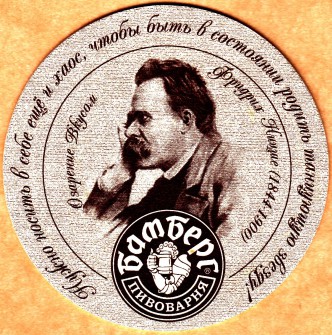 Нужно носить в себе ещё и хаос, чтобы быть в состоянии родить танцующую звезду!
Озарение Вкусом
Фридрих Ницше (1844-1900)
Бамберг®
ПИВОВАРНЯ